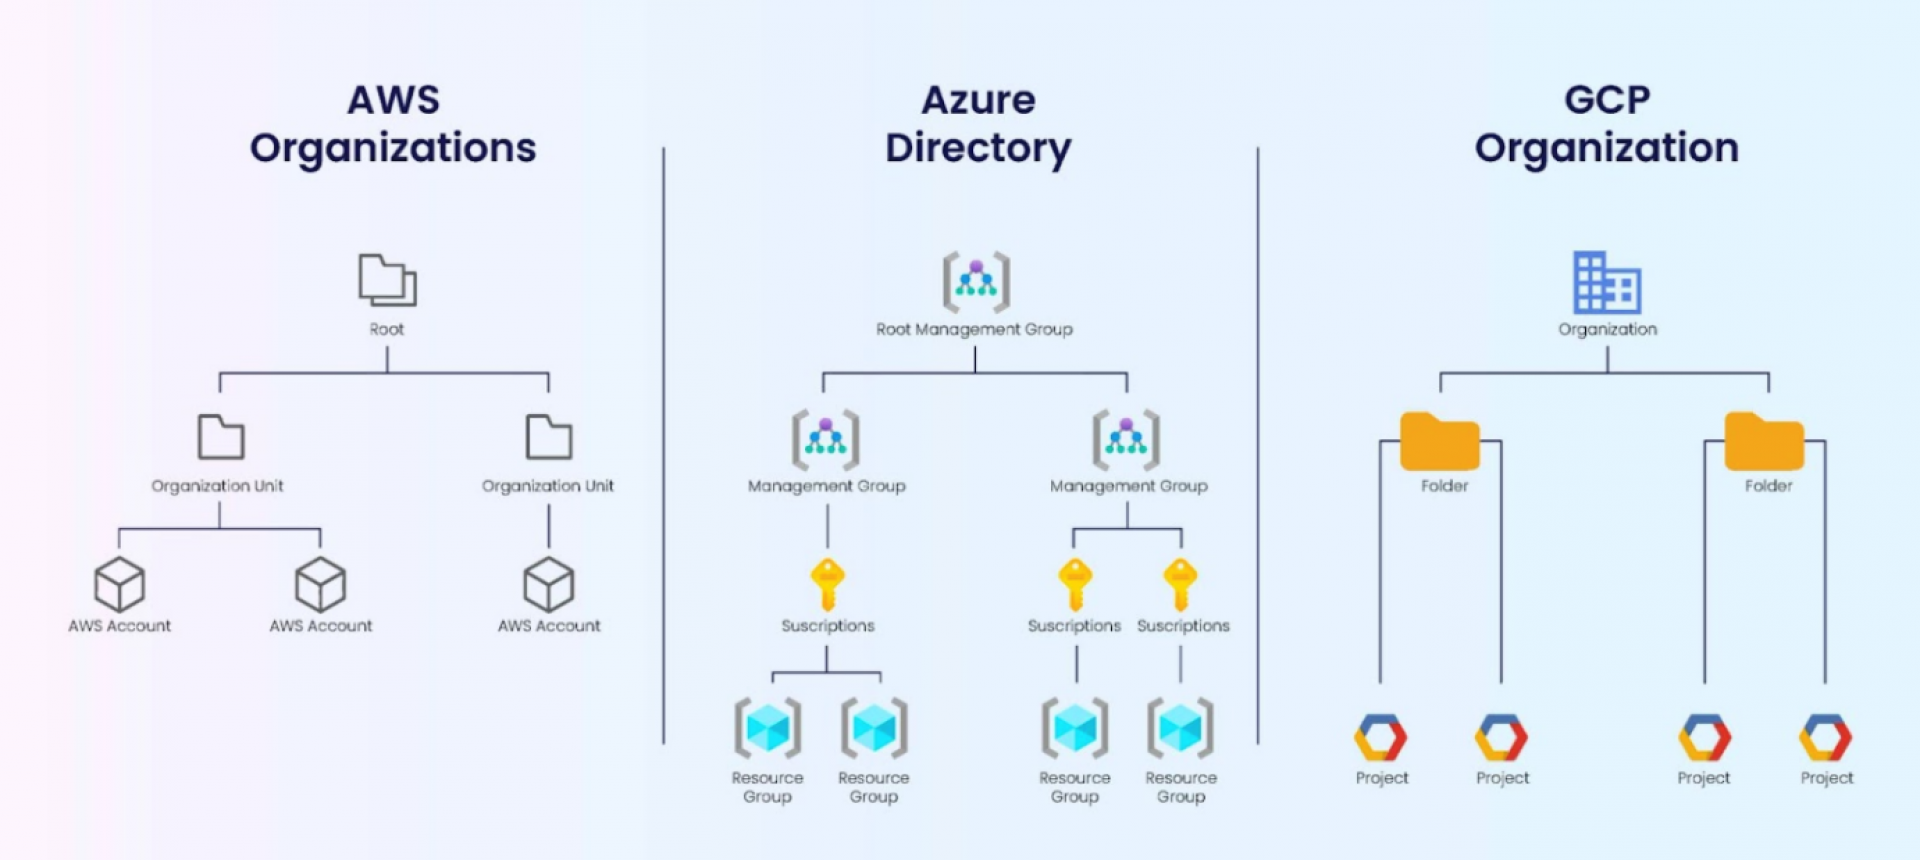 AWS
Organizations
Root
Organization Unit
Organization Unit
AWS Account
AWS Account
AWS Account
Azure
Directory
Root Management Group
Management Group
Management Group
Suscriptions
Suscriptions
Suscriptions
Resource
Group
Resource
Group
Resource
Group
Resource
Group
GCP
Organization
Organization
Folder
Folder
Project
Project
Project
Project